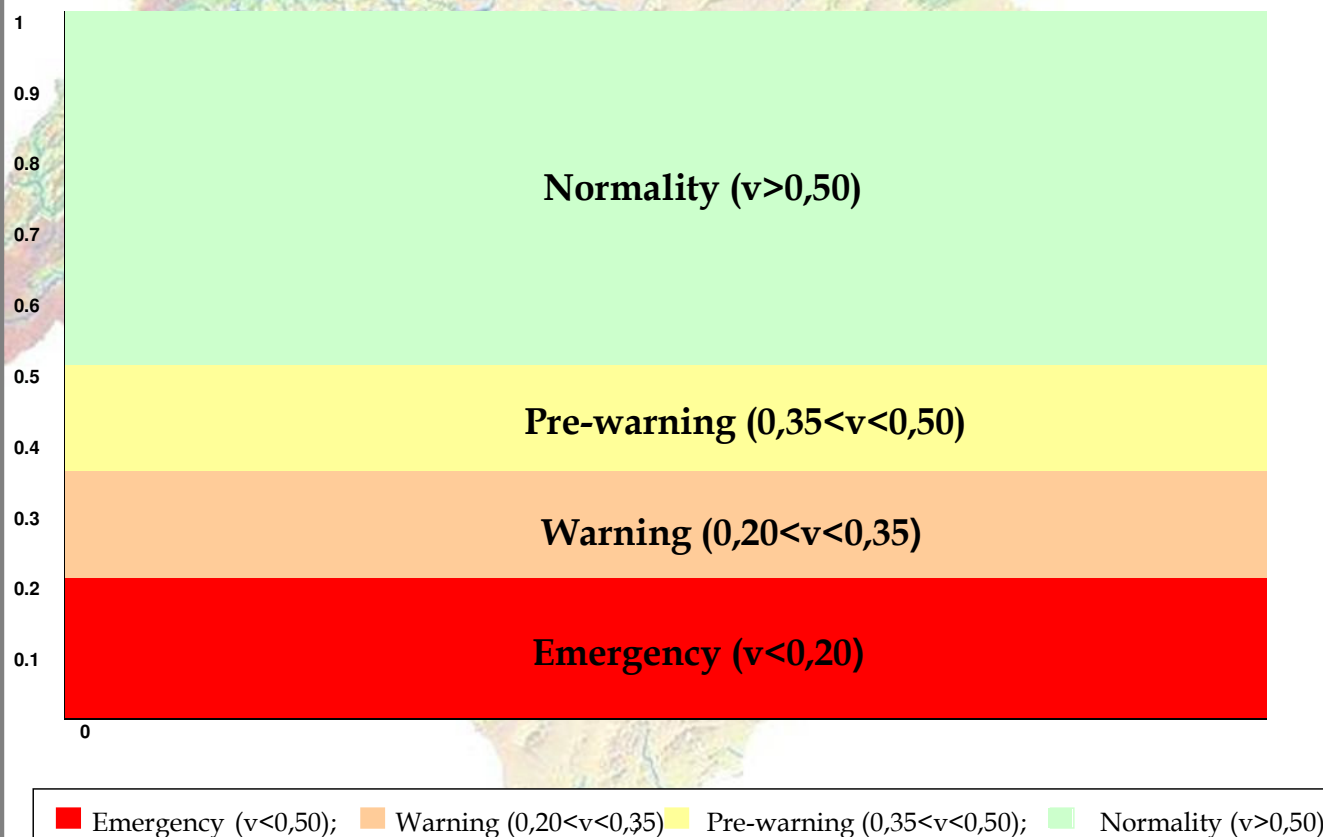 1
0.9
0.8
Normality (v>0,50)
0.7
0.6
0.5
Pre-warning (0,35<v<0,50)
0.4
0.3
Warning (0,20<v<0,35)
0.2
Emergency (v<0,20)
0.1
0
Emergency (v<0,50); Warning (0,20<v<0,35); Pre-warning (0,35<v<0,50); Normality (v>0,50)